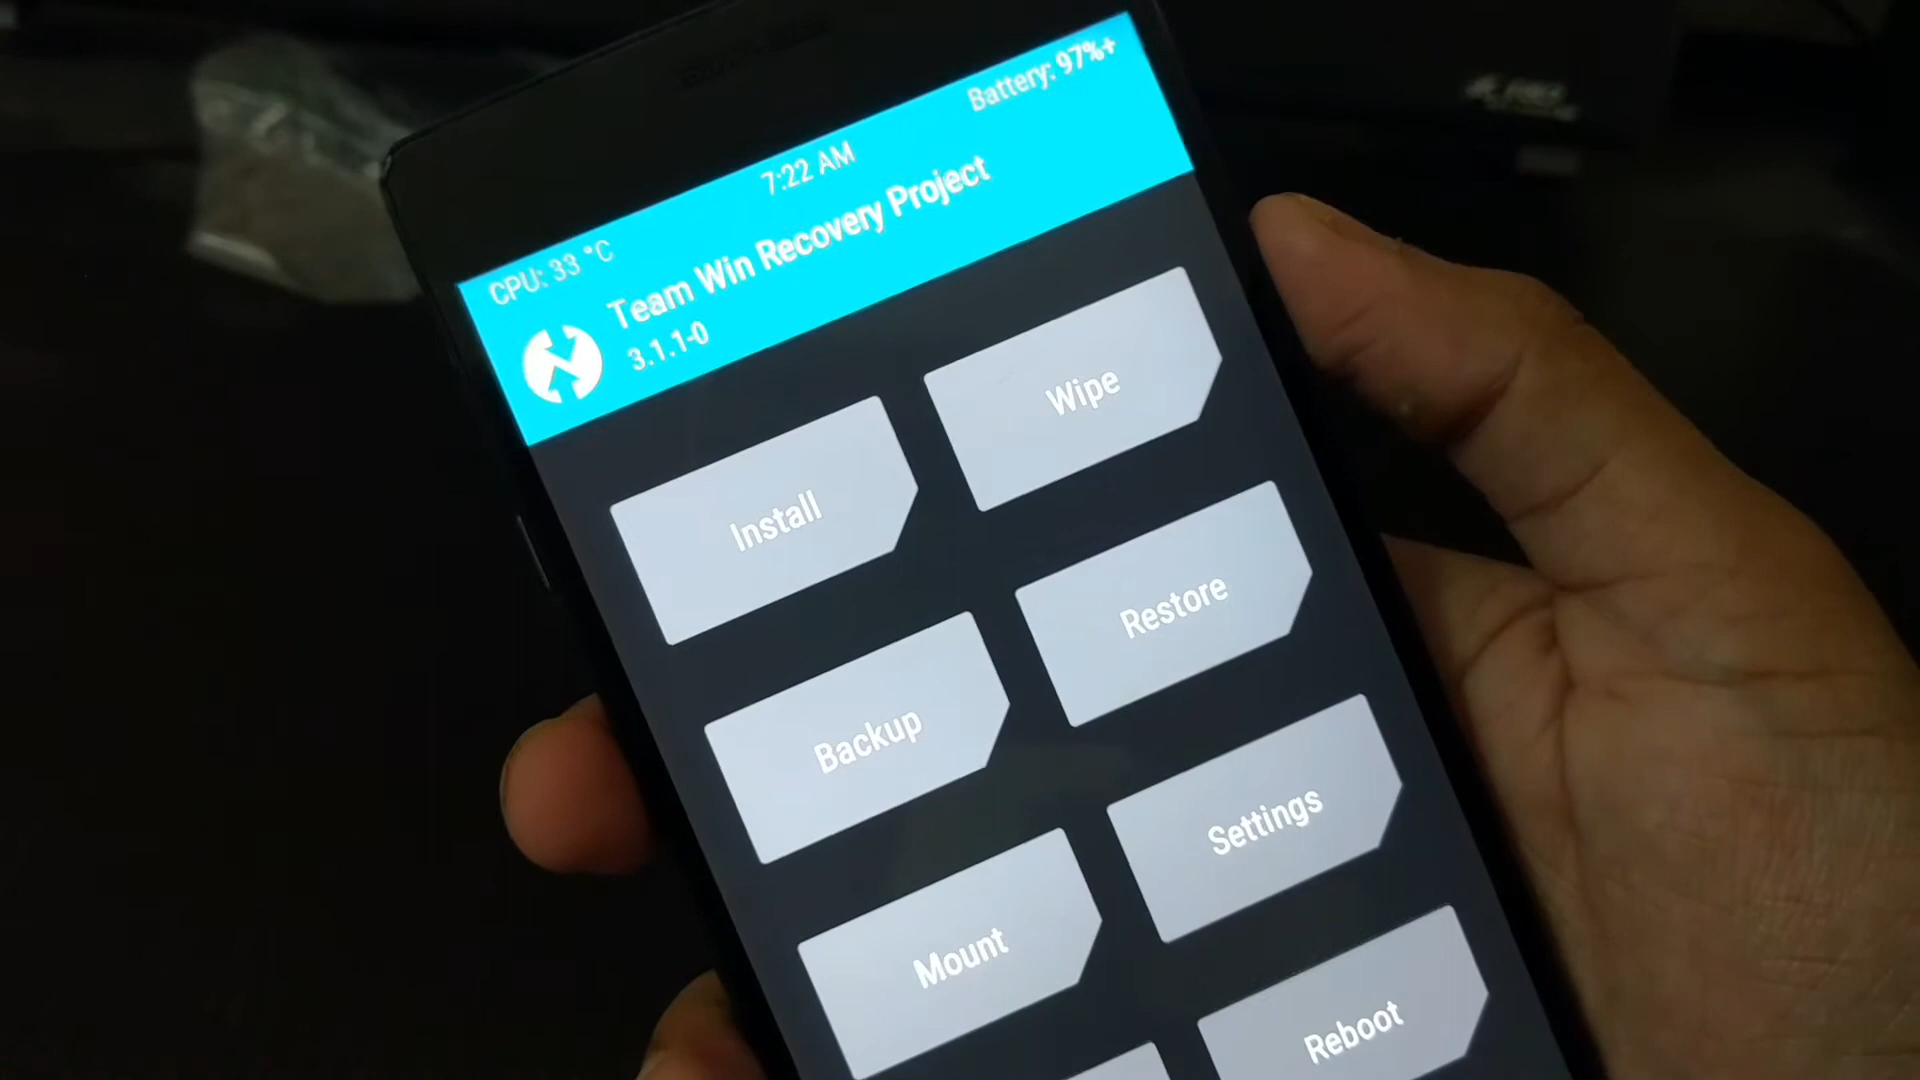 Battery: 97%+
7:22 AM
CPU: 33 °C
Team Win Recovery Project
3.1.1-0
Install
Wipe
Backup
Restore
Mount
Settings
Reboot